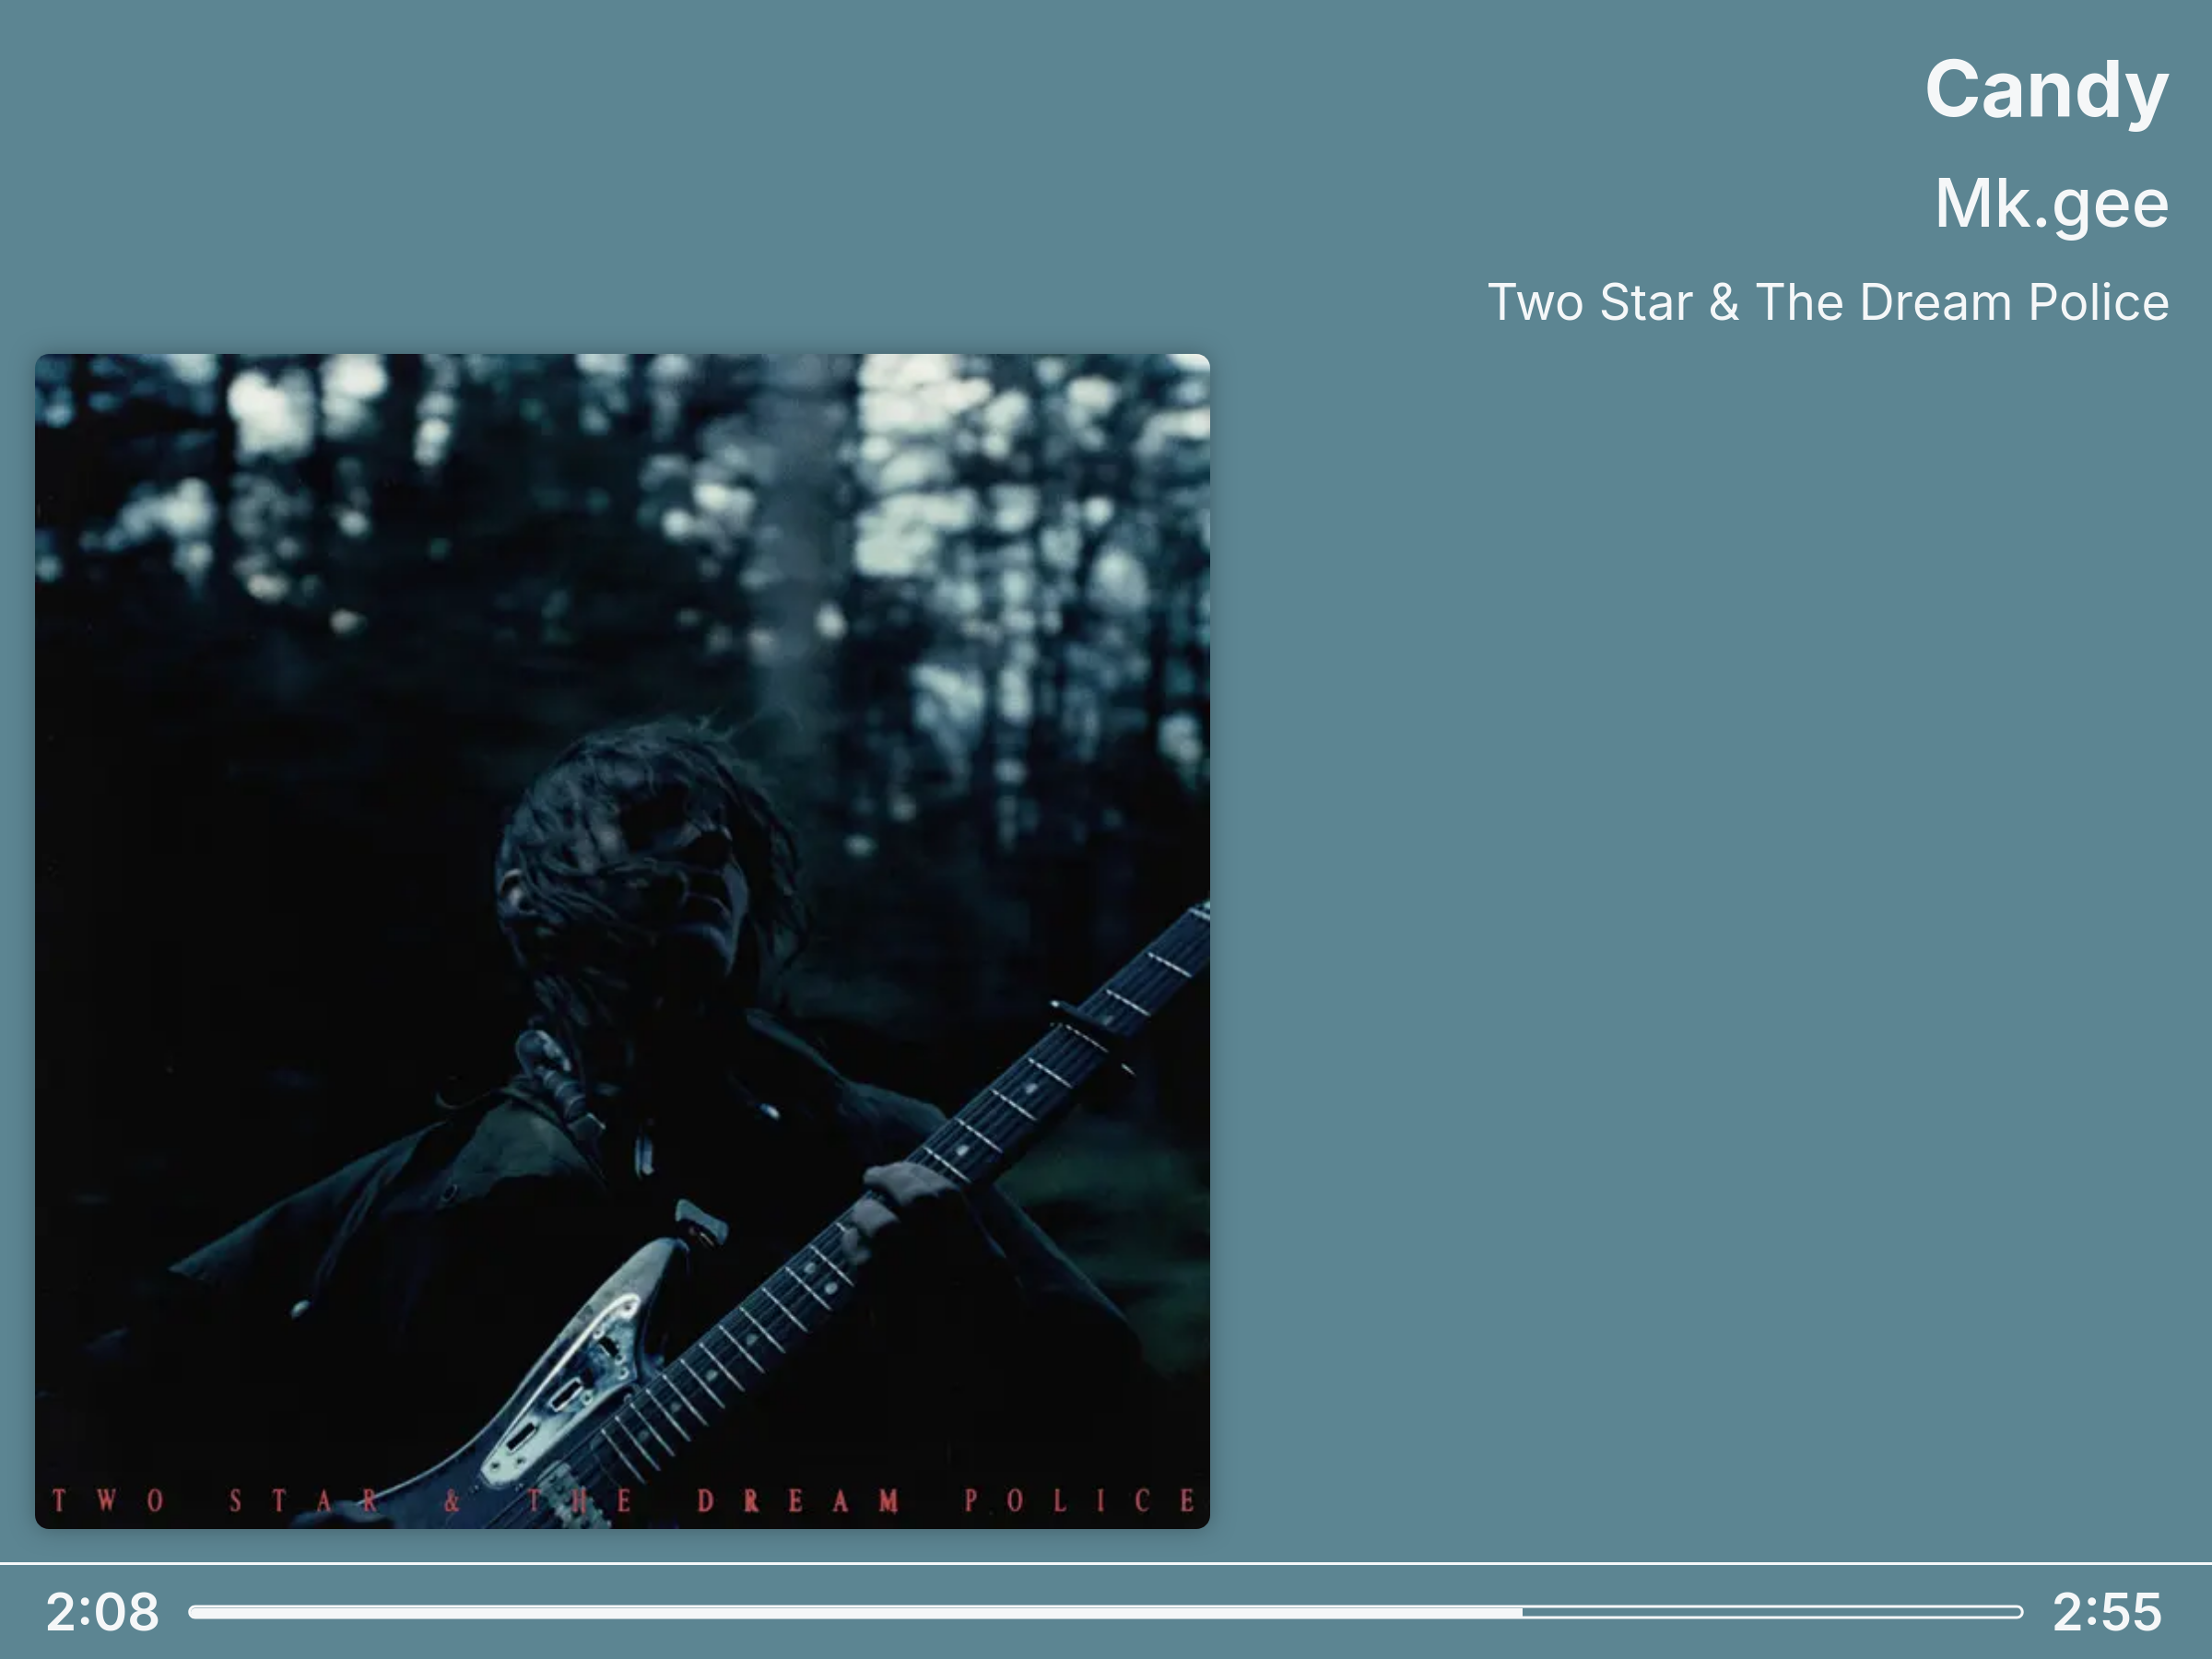 Candy
Mk.gee
Two Star & The Dream Police
TWO STAR & THE DREAM POLICE
2:08
2:55